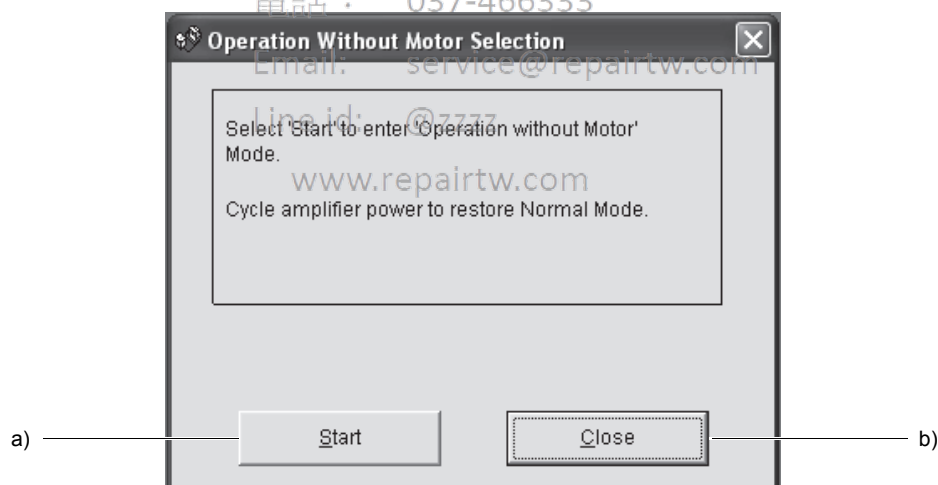 電話： 037-466333
Operation Without Motor Selection
Email: service@repairtw.com
Line id: @zzzz
Select 'Start' to enter 'Operation without Motor'
Mode.
www.repairtw.com
Cycle amplifier power to restore Normal Mode.
a)
Start
Close
b)